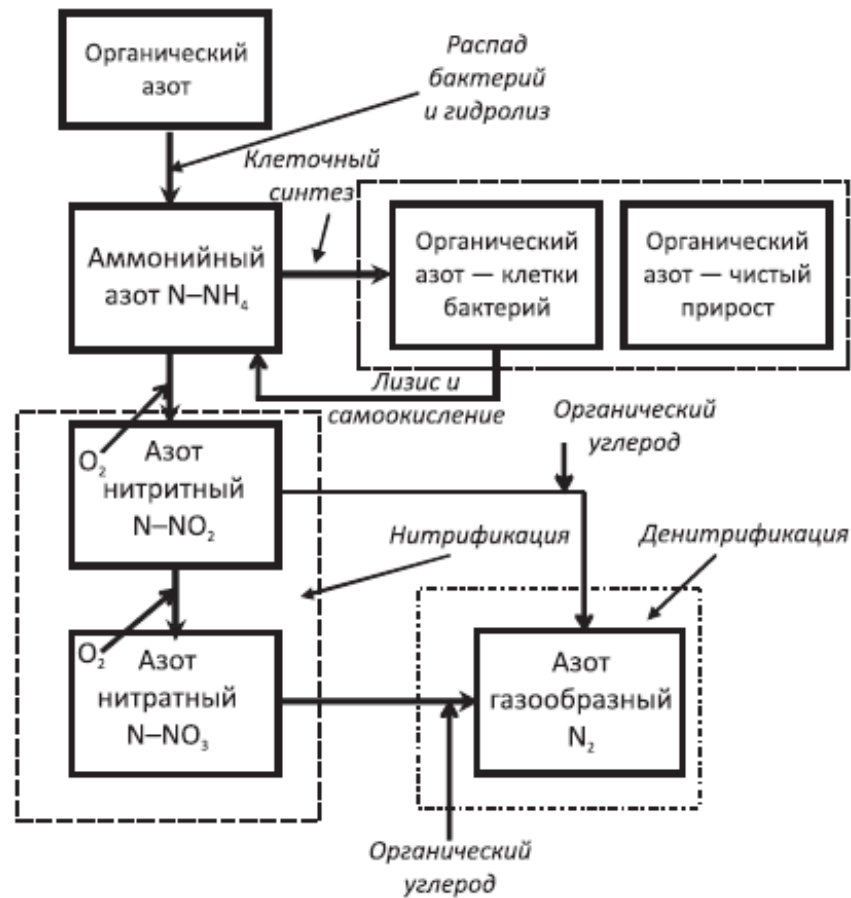 Органический
азот
Распад
бактерий
и гидролиз
Клеточный
синтез
Аммонийный
азот N–NH₄
Органический
азот — клетки
бактерий
Органический
азот — чистый
прирост
Лизис и
самоокисление
Органический
углерод
O₂
Азот
нитритный
N–NO₂
Нитрификация
Денитрификация
O₂
Азот
нитратный
N–NO₃
Азот
газообразный
N₂
Органический
углерод